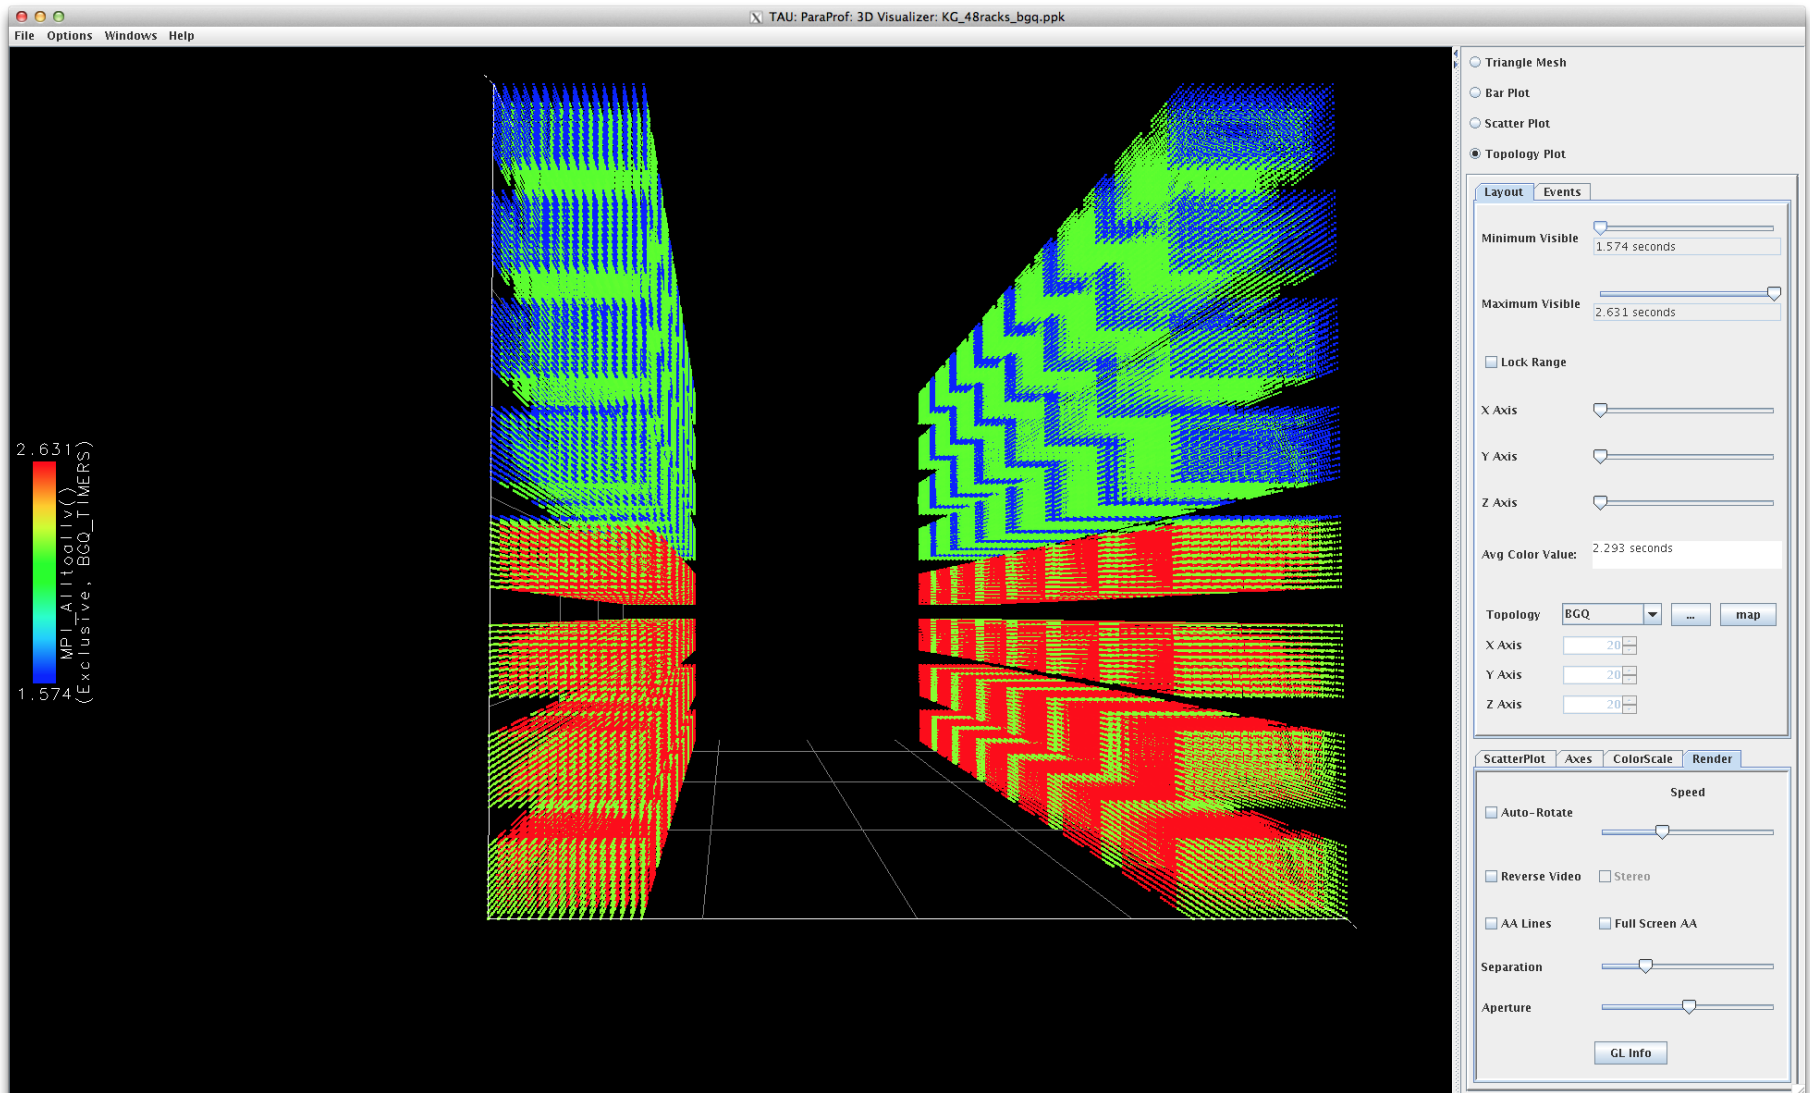 TAU: ParaProf: 3D Visualizer: KG_48racks_bgq.ppk
File Options Windows Help
2.631
MPI_Alltoallv()
(Exclusive, BGQ_TIMERS)
1.574
Triangle Mesh
Bar Plot
Scatter Plot
Topology Plot
Layout Events
Minimum Visible
1.574 seconds
Maximum Visible
2.631 seconds
Lock Range
X Axis
Y Axis
Z Axis
Avg Color Value: 2.293 seconds
Topology BGQ ... map
X Axis 20
Y Axis 20
Z Axis 20
ScatterPlot Axes ColorScale Render
Speed
Auto-Rotate
Reverse Video Stereo
AA Lines Full Screen AA
Separation
Aperture
GL Info